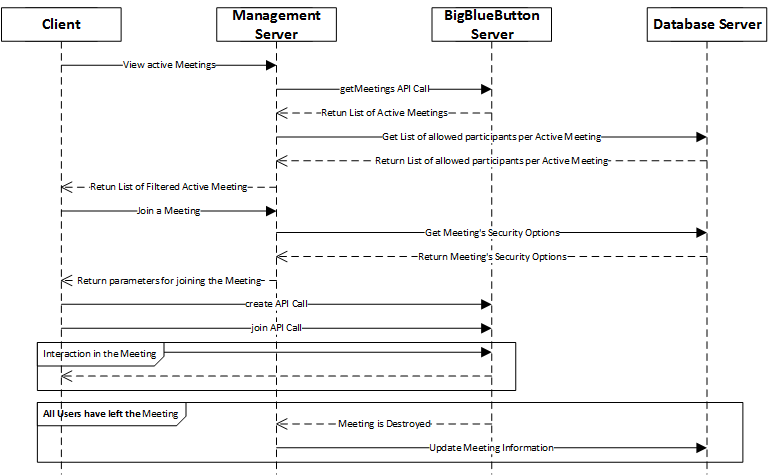 Client
Management
Server
BigBlueButton
Server
Database Server
View active Meetings
getMeetings API Call
Retun List of Active Meetings
Get List of allowed participants per Active Meeting
Return List of allowed participants per Active Meeting
Retun List of Filtered Active Meeting
Join a Meeting
Get Meeting's Security Options
Return Meeting's Security Options
Return parameters for joining the Meeting
create API Call
join API Call
Interaction in the Meeting
All Users have left the Meeting
Meeting is Destroyed
Update Meeting Information